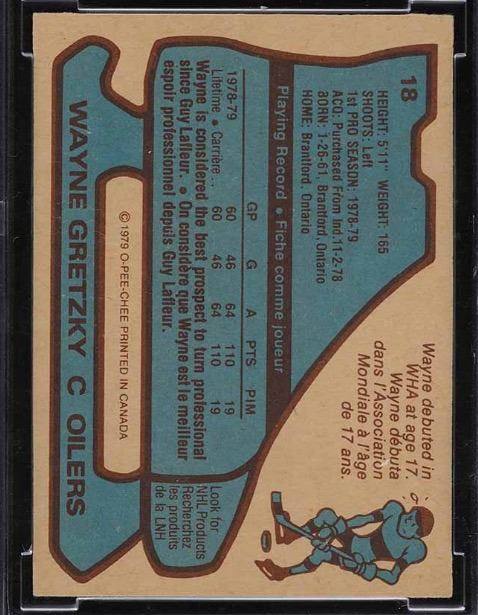 18
HEIGHT: 5'11" WEIGHT: 165
SHOOTS: Left
1st PRO SEASON: 1978-79
ACQ: Purchased From Ind. 11-2-78
BORN: 1-26-61, Brantford, Ontario
HOME: Brantford, Ontario
Playing Record • Fiche comme joueur
GP G A PTS PIM
1978-79 60 46 64 110 19
Lifetime • Carrière... 60 46 64 110 19
Wayne is considered the best prospect to turn professional
since Guy Lafleur. • On considère que Wayne est le meilleur
espoir professionnel depuis Guy Lafleur.
Wayne debuted in
WHA at age 17.
Wayne débuta
dans l'Association
Mondiale à l'âge
de 17 ans.
Look for
NHL Products
Recherchez
les produits
de la LNH
© 1979 O-PEE-CHEE PRINTED IN CANADA
WAYNE GRETZKY C OILERS